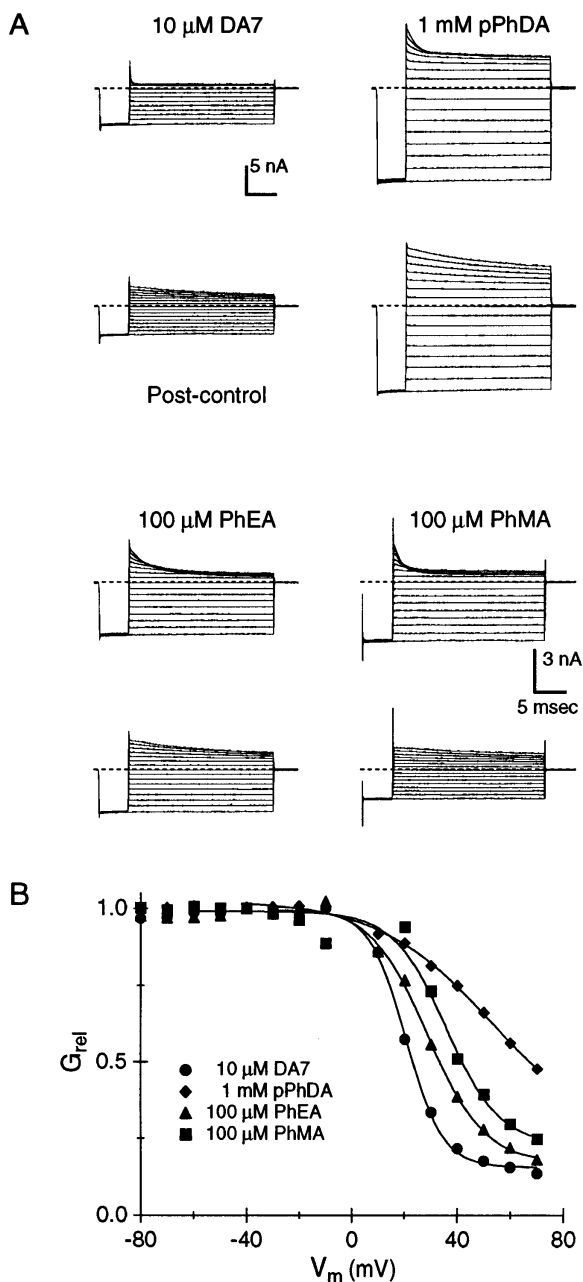 A
10 μM DA7
1 mM pPhDA
5 nA
Post-control
100 μM PhEA
100 μM PhMA
3 nA
5 msec
B
1.0
0.5
0.0
Grel
10 μM DA7
1 mM pPhDA
100 μM PhEA
100 μM PhMA
-80
-40
0
40
80
Vm (mV)